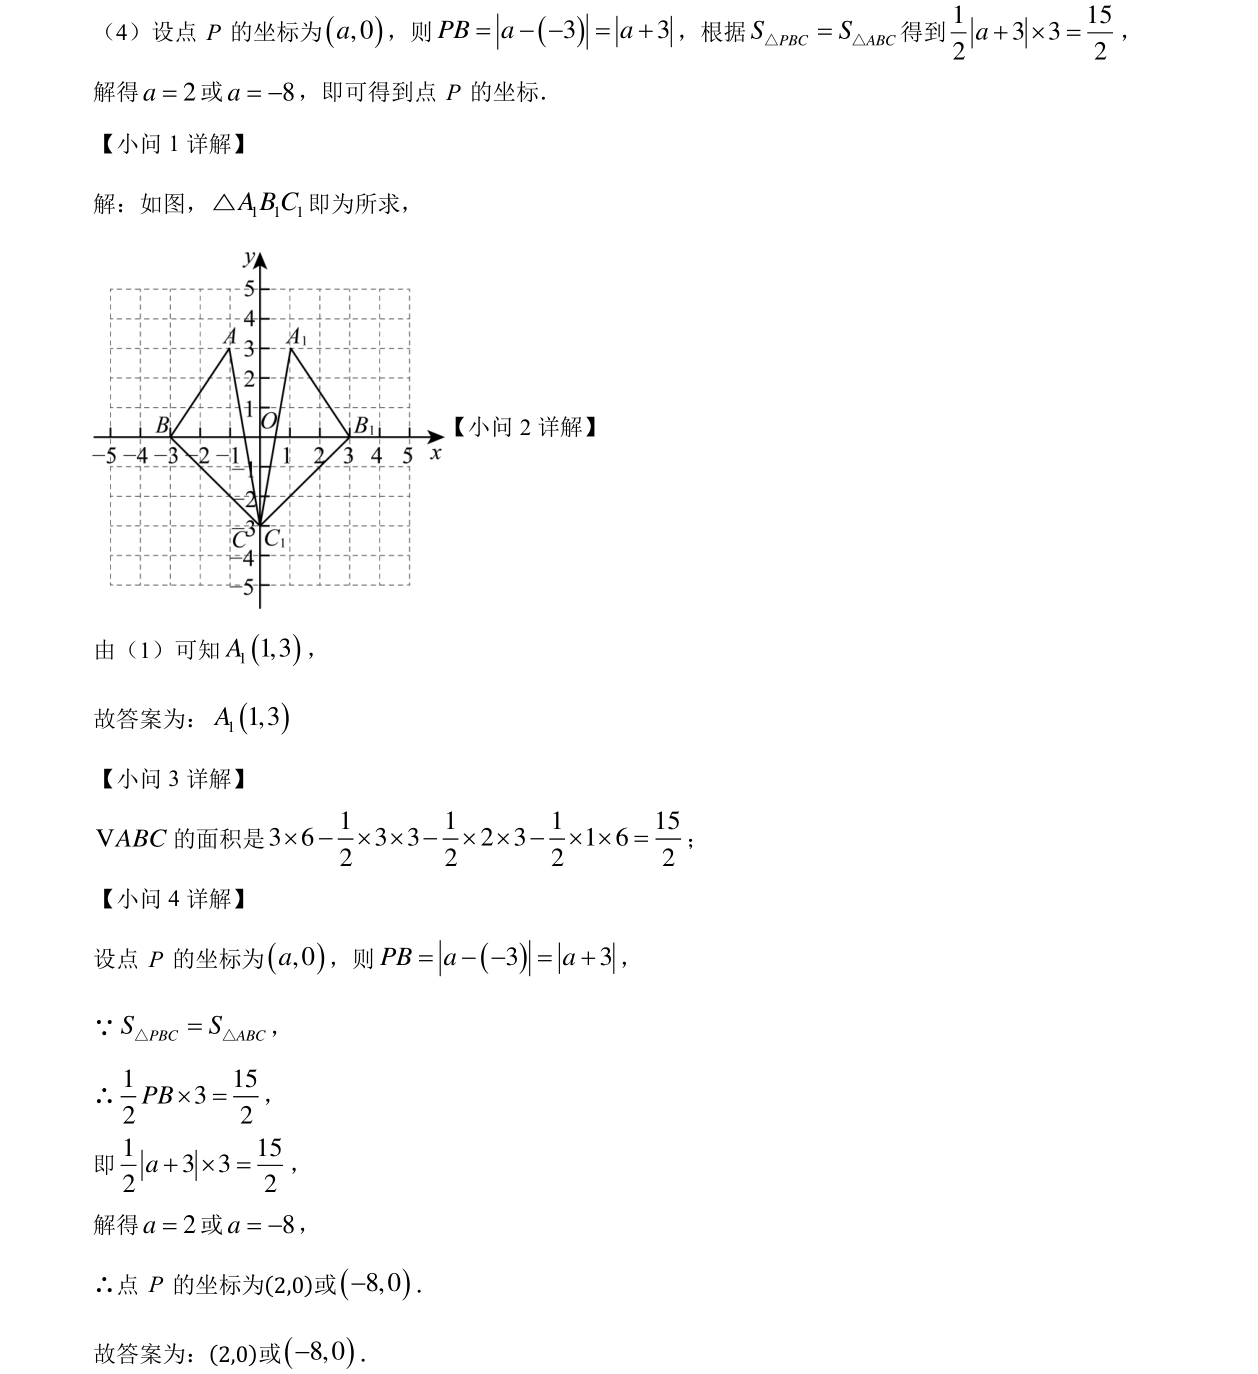 （4）设点 P 的坐标为(a,0)，则 PB=|a−(−3)|=|a+3|，根据 S△PBC=S△ABC 得到 1/2|a+3|×3=15/2，
解得 a=2 或 a=−8，即可得到点 P 的坐标．
【小问 1 详解】
解：如图，△A₁B₁C₁ 即为所求，
y
5
4
A A₁
3
2
1
B O B₁
【小问 2 详解】
−5 −4 −3 −2 −1 1 2 3 4 5 x
−1
−2
−3
C C₁
−4
−5
由（1）可知 A₁(1,3)，
故答案为：A₁(1,3)
【小问 3 详解】
VABC 的面积是 3×6−1/2×3×3−1/2×2×3−1/2×1×6=15/2；
【小问 4 详解】
设点 P 的坐标为(a,0)，则 PB=|a−(−3)|=|a+3|，
∵ S△PBC=S△ABC，
∴ 1/2 PB×3=15/2，
即 1/2|a+3|×3=15/2，
解得 a=2 或 a=−8，
∴点 P 的坐标为(2,0)或(−8,0)．
故答案为：(2,0)或(−8,0)．